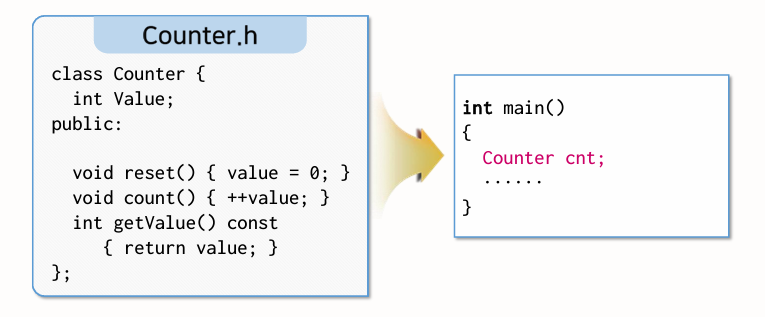 Counter.h
class Counter {
int Value;
public:
void reset() { value = 0; }
void count() { ++value; }
int getValue() const
{ return value; }
};
int main()
{
Counter cnt;
······
}